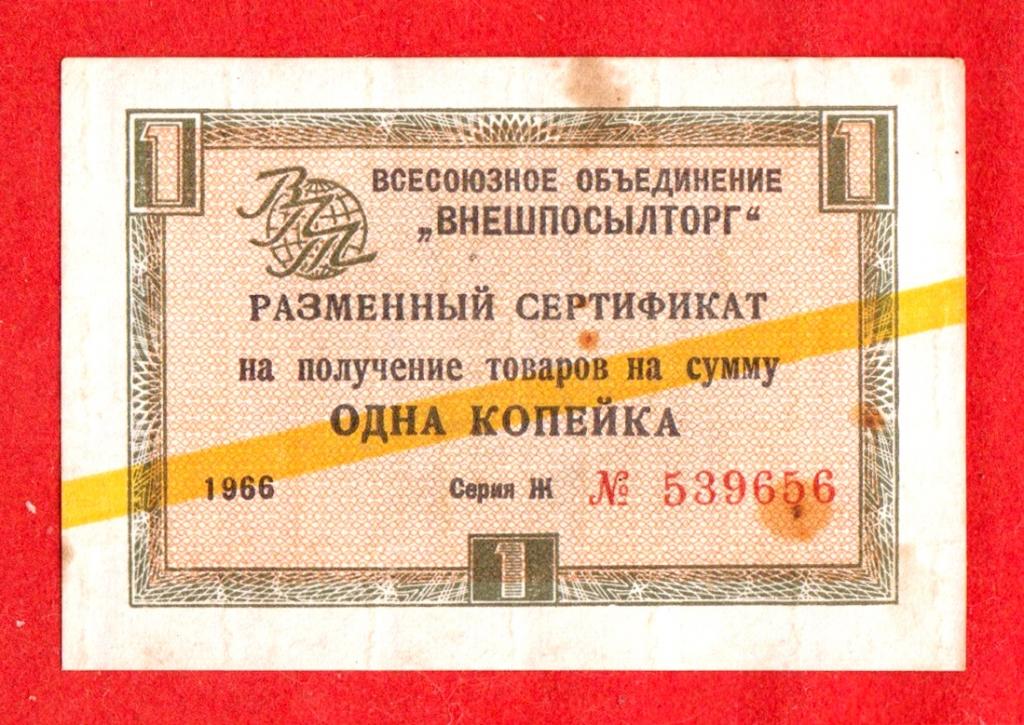 1 1
ВПТ
ВСЕСОЮЗНОЕ ОБЪЕДИНЕНИЕ
„ВНЕШПОСЫЛТОРГ“
РАЗМЕННЫЙ СЕРТИФИКАТ
на получение товаров на сумму
ОДНА КОПЕЙКА
1966 Серия Ж № 539656
1